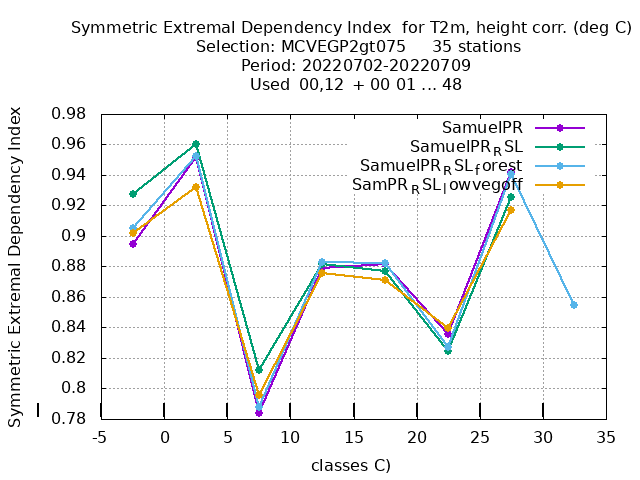 Symmetric Extremal Dependency Index  for T2m, height corr. (deg C)
Selection: MCVEGP2gt075     35 stations
Period: 20220702-20220709
Used  00,12  + 00 01 ... 48
Symmetric Extremal Dependency Index
0.98
0.96
0.94
0.92
0.9
0.88
0.86
0.84
0.82
0.8
0.78
SamuelPR
SamuelPR_RSL
SamuelPR_RSL_forest
SamPR_RSL_lowvegoff
-5 0 5 10 15 20 25 30 35
classes C)